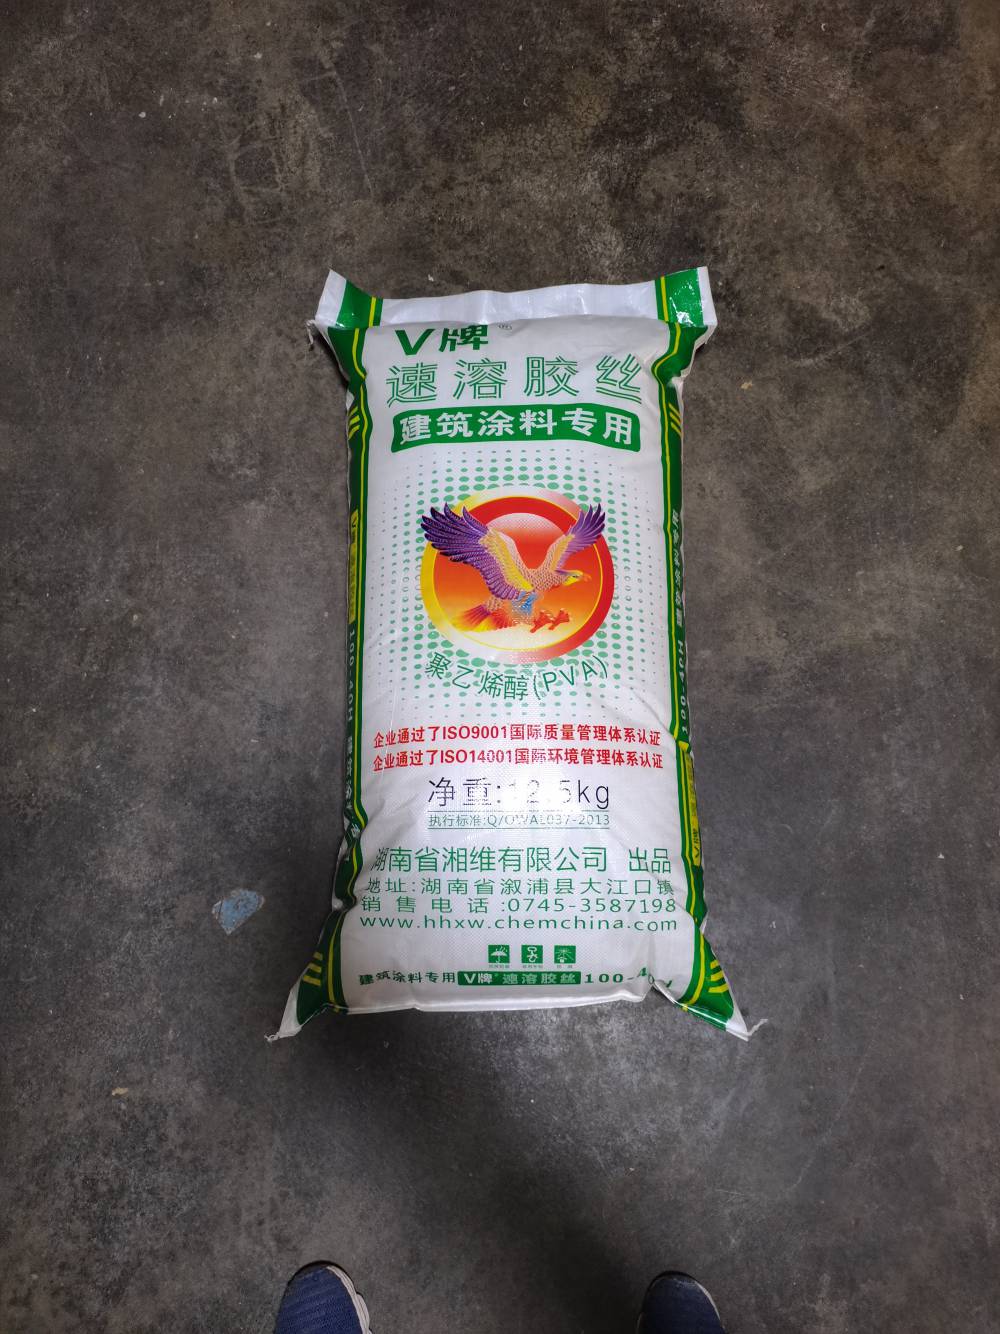 V牌®
速溶胶丝
建筑涂料专用
聚乙烯醇(PVA)
企业通过了ISO9001国际质量管理体系认证
企业通过了ISO14001国际环境管理体系认证
净重:12.5kg
执行标准:Q/OWAL037-2013
湖南省湘维有限公司 出品
地址:湖南省溆浦县大江口镇
销售电话:0745-3587198
www.hhxw.chemchina.com
建筑涂料专用 V牌® 速溶胶丝 100-40H